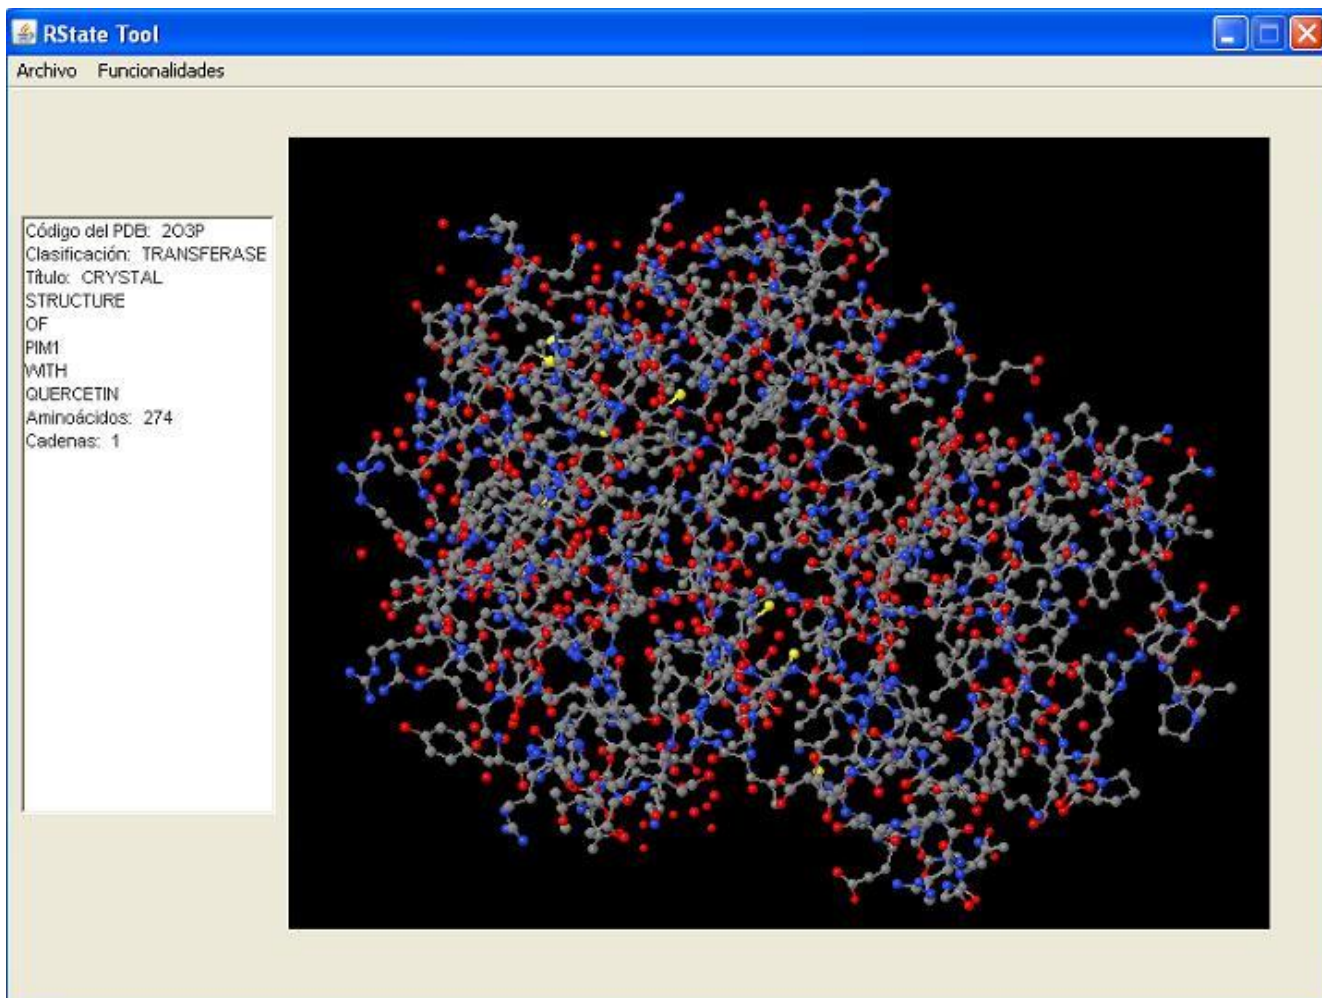 RState Tool
Archivo Funcionalidades
Código del PDB: 2O3P
Clasificación: TRANSFERASE
Título: CRYSTAL
STRUCTURE
OF
PIM1
WITH
QUERCETIN
Aminoácidos: 274
Cadenas: 1